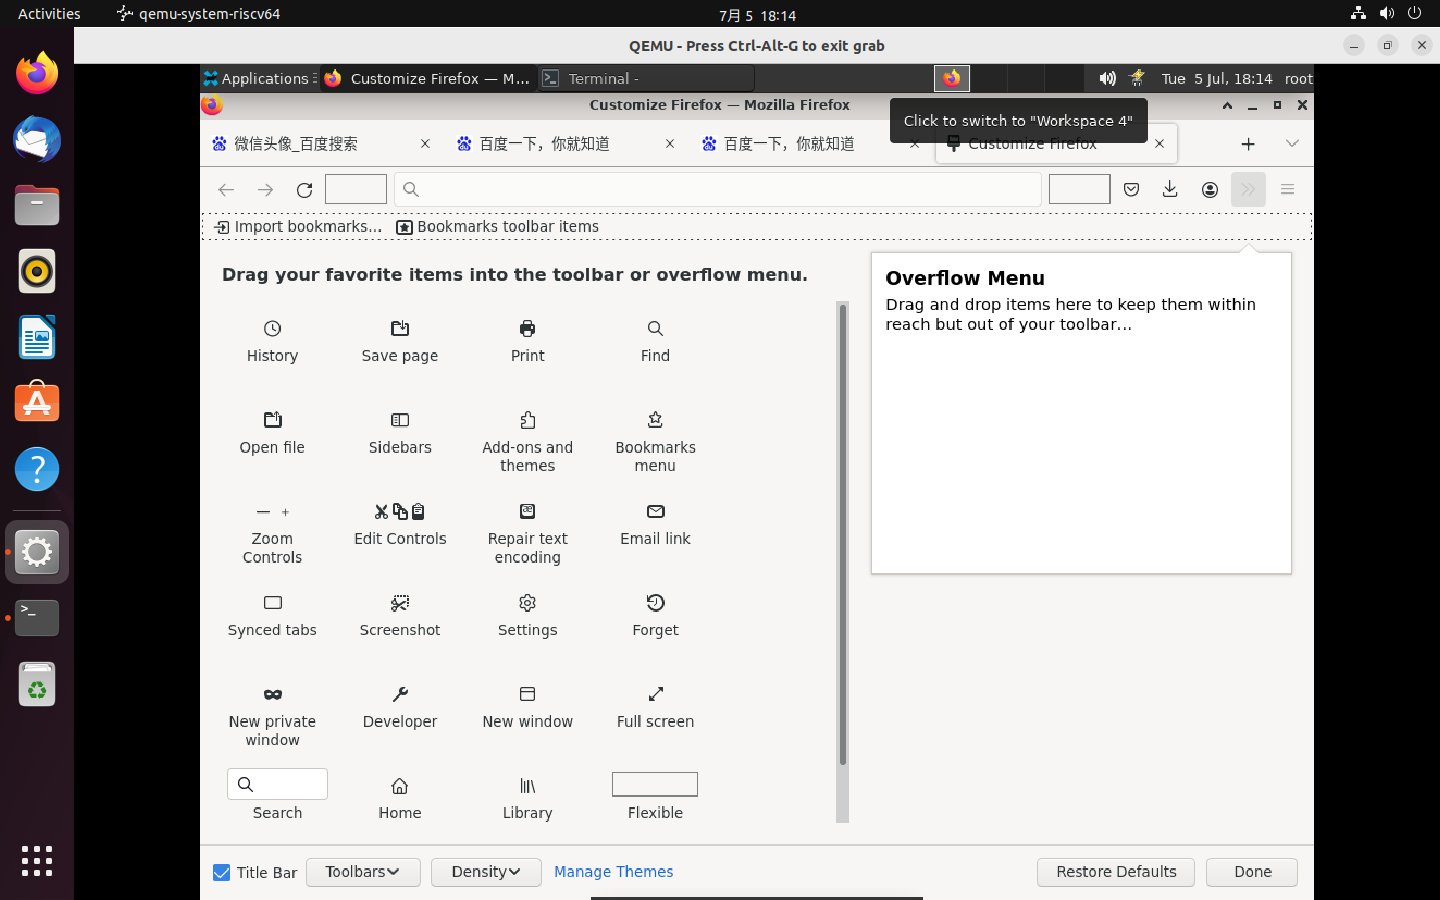 Activities
qemu-system-riscv64
7月 5 18:14
QEMU - Press Ctrl-Alt-G to exit grab
Applications
Customize Firefox — M...
Terminal -
Tue 5 Jul, 18:14
root
Customize Firefox — Mozilla Firefox
Click to switch to "Workspace 4"
微信头像_百度搜索
百度一下，你就知道
百度一下，你就知道
Customize Firefox
Import bookmarks...
Bookmarks toolbar items
Drag your favorite items into the toolbar or overflow menu.
History
Save page
Print
Find
Open file
Sidebars
Add-ons and
themes
Bookmarks
menu
Zoom
Controls
Edit Controls
Repair text
encoding
Email link
Synced tabs
Screenshot
Settings
Forget
New private
window
Developer
New window
Full screen
Search
Home
Library
Flexible
Overflow Menu
Drag and drop items here to keep them within
reach but out of your toolbar...
Title Bar
Toolbars
Density
Manage Themes
Restore Defaults
Done